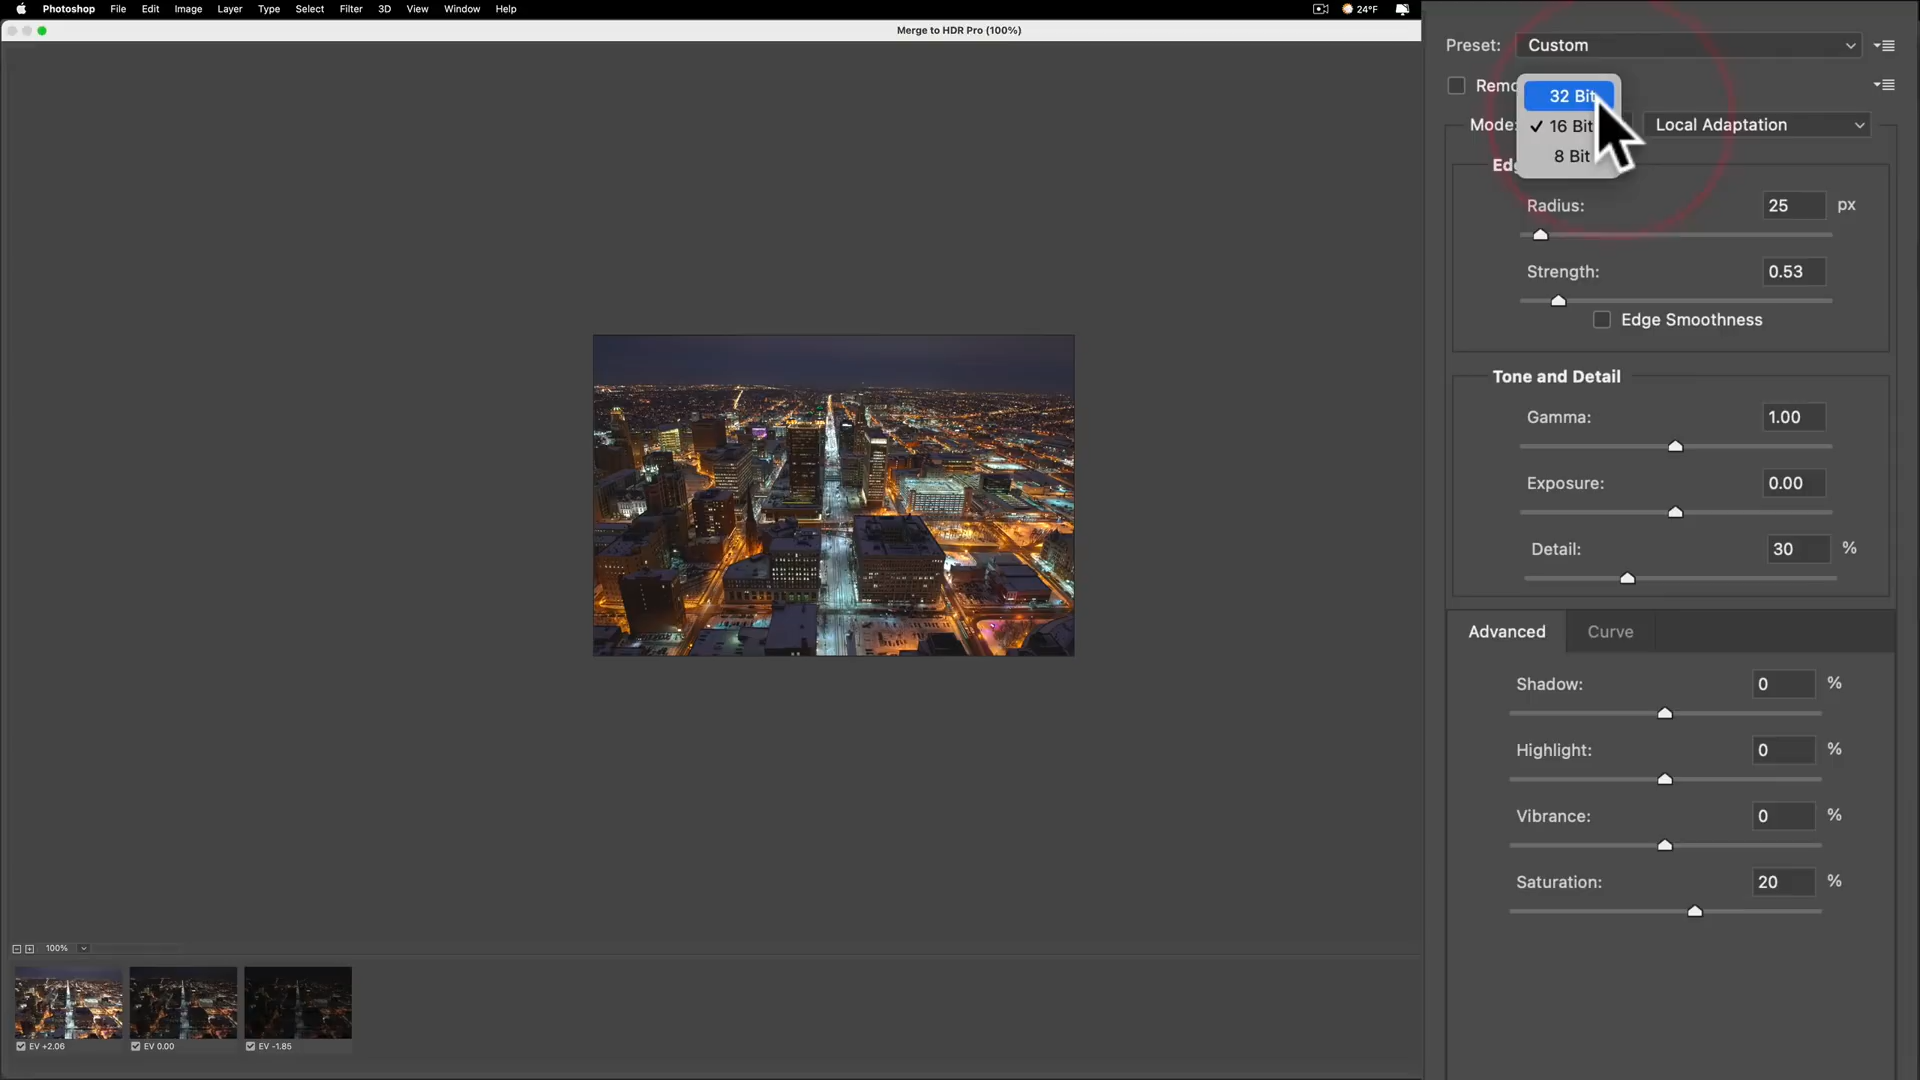 Photoshop File Edit Image Layer Type Select Filter 3D View Window Help 24°F
Merge to HDR Pro (100%)
Preset: Custom
Remo
32 Bit
Mode: 16 Bit Local Adaptation
8 Bit
Edg
Radius: 25 px
Strength: 0.53
Edge Smoothness
Tone and Detail
Gamma: 1.00
Exposure: 0.00
Detail: 30 %
Advanced Curve
Shadow: 0 %
Highlight: 0 %
Vibrance: 0 %
Saturation: 20 %
100%
EV +2.06 EV 0.00 EV -1.85